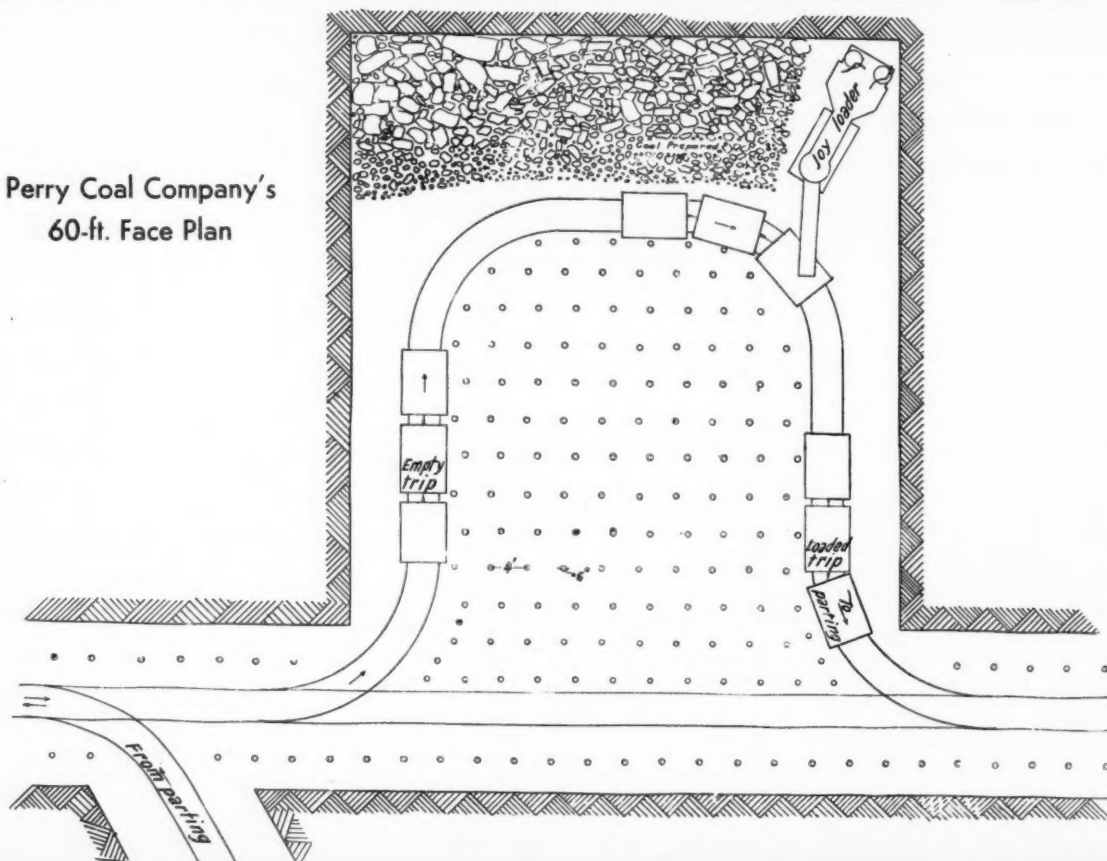 Perry Coal Company's
60-ft. Face Plan
Joy loader
Coal Prepared
Empty
trip
Loaded
trip
To
parting
6'
From parting